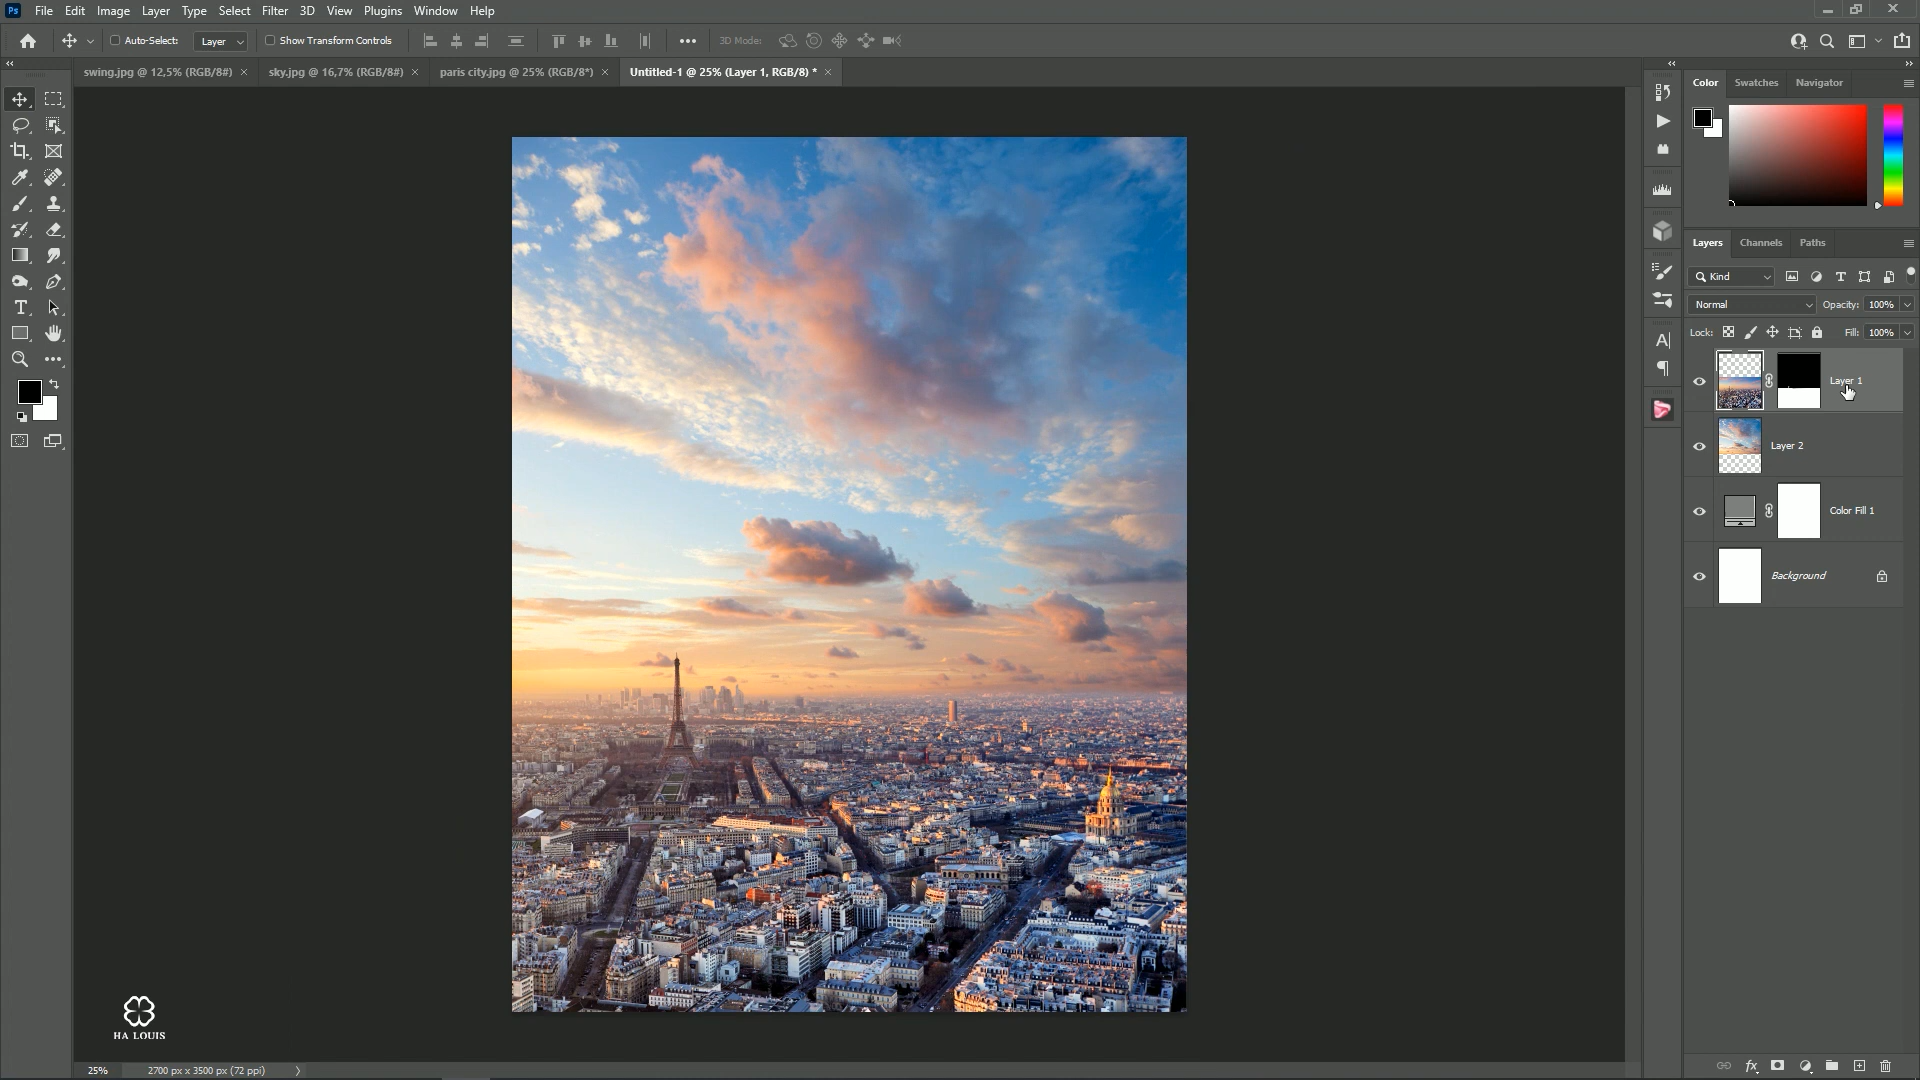 Ps File Edit Image Layer Type Select Filter 3D View Plugins Window Help
Auto-Select: Layer Show Transform Controls 3D Mode:
swing.jpg @ 12,5% (RGB/8#) sky.jpg @ 16,7% (RGB/8#) paris city.jpg @ 25% (RGB/8*) Untitled-1 @ 25% (Layer 1, RGB/8) *
Color Swatches Navigator
Layers Channels Paths
Kind
Normal Opacity: 100%
Lock: Fill: 100%
Layer 1
Layer 2
Color Fill 1
Background
HA LOUIS
25% 2700 px x 3500 px (72 ppi)